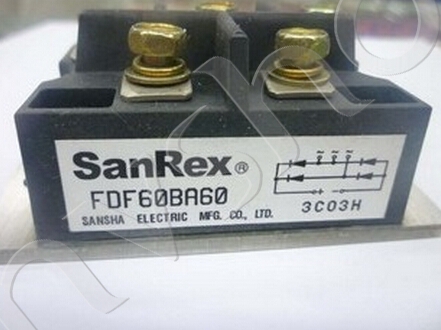 SanRex®
FDF60BA60
SANSHA ELECTRIC MFG. CO., LTD.
3C03H